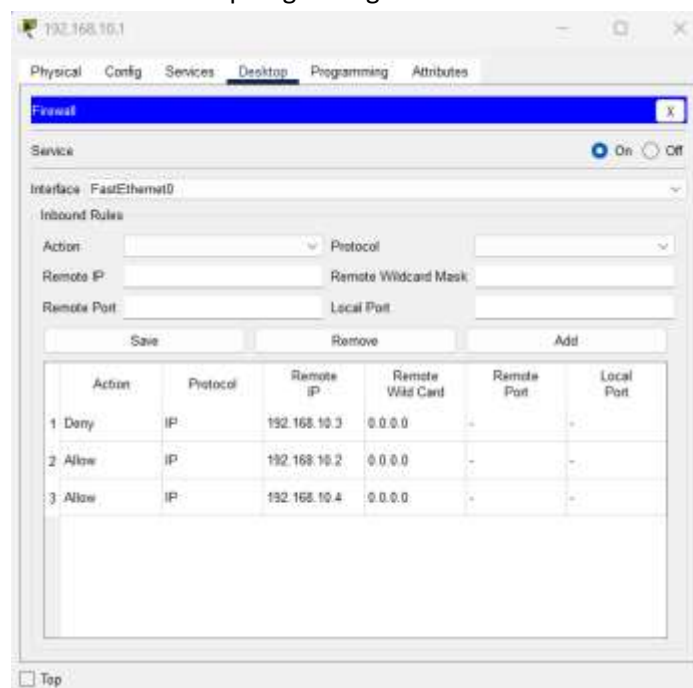 192.168.10.1
Physical Config Services Desktop Programming Attributes
Firewall X
Service On Off
Interface FastEthernet0
Inbound Rules
Action Protocol
Remote IP Remote Wildcard Mask
Remote Port Local Port
Save Remove Add
Action Protocol Remote IP Remote Wild Card Remote Port Local Port
1 Deny IP 192.168.10.3 0.0.0.0 - -
2 Allow IP 192.168.10.2 0.0.0.0 - -
3 Allow IP 192.168.10.4 0.0.0.0 - -
Top